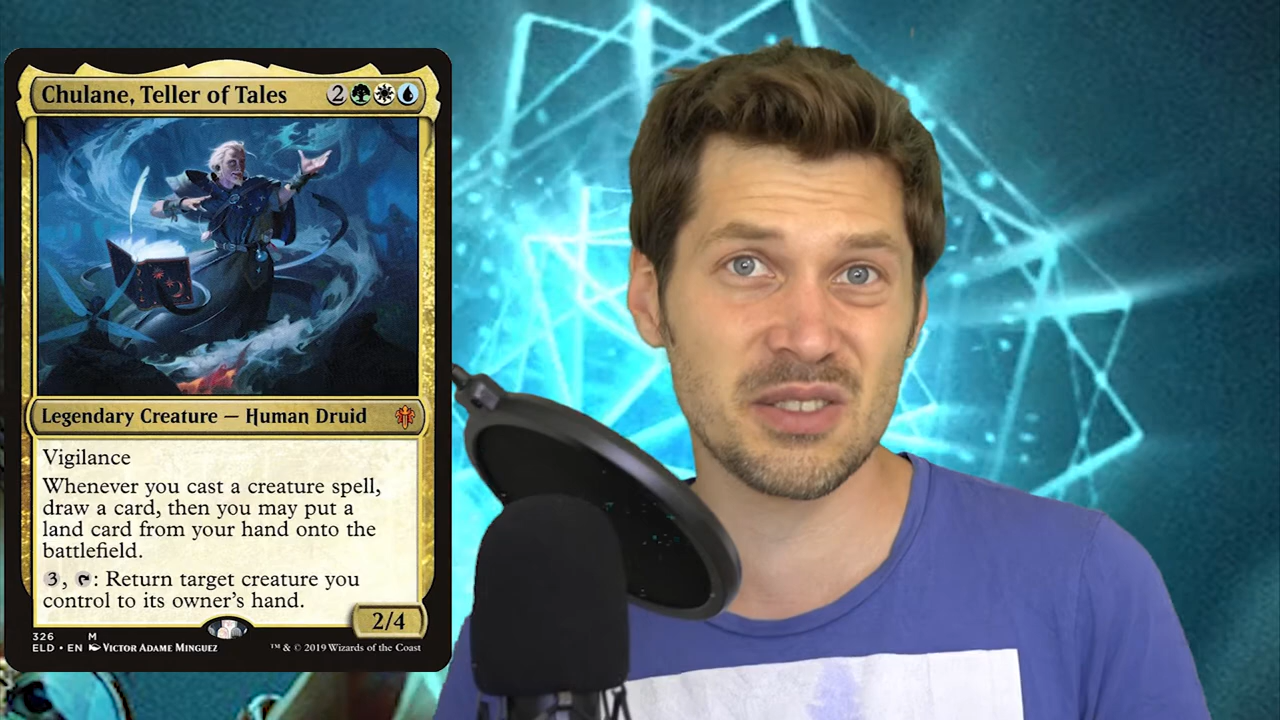 Chulane, Teller of Tales 2
Legendary Creature — Human Druid
Vigilance
Whenever you cast a creature spell,
draw a card, then you may put a
land card from your hand onto the
battlefield.
3, : Return target creature you
control to its owner's hand.
2/4
326 M
ELD • EN Victor Adame Minguez ™ & © 2019 Wizards of the Coast